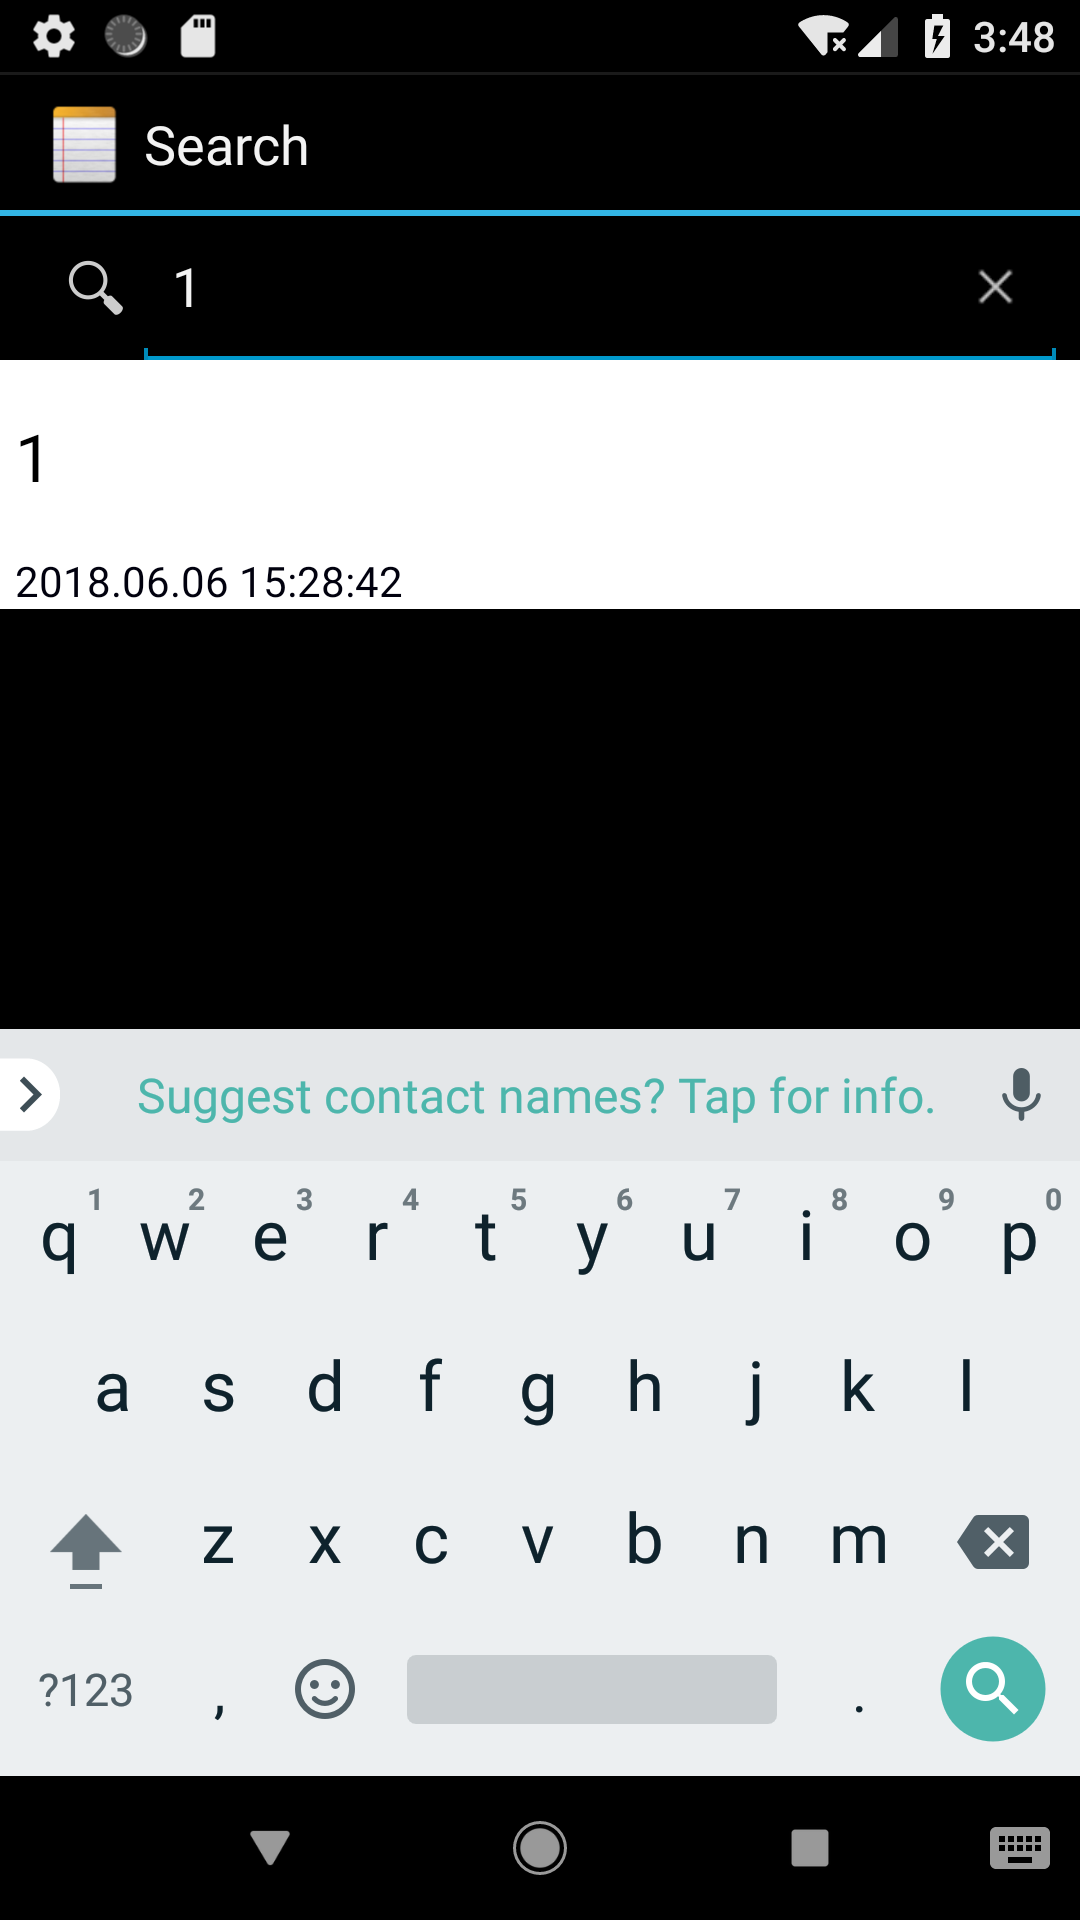 3:48
Search
1
1
2018.06.06 15:28:42
Suggest contact names? Tap for info.
1 2 3 4 5 6 7 8 9 0
q w e r t y u i o p
a s d f g h j k l
z x c v b n m
?123 , .